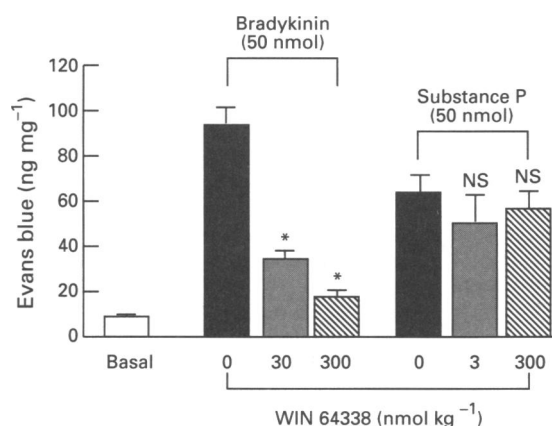 Bradykinin
(50 nmol)
Substance P
(50 nmol)
120
100
80
60
40
20
0
Evans blue (ng mg⁻¹)
* *
NS NS
Basal 0 30 300 0 3 300
WIN 64338 (nmol kg⁻¹)